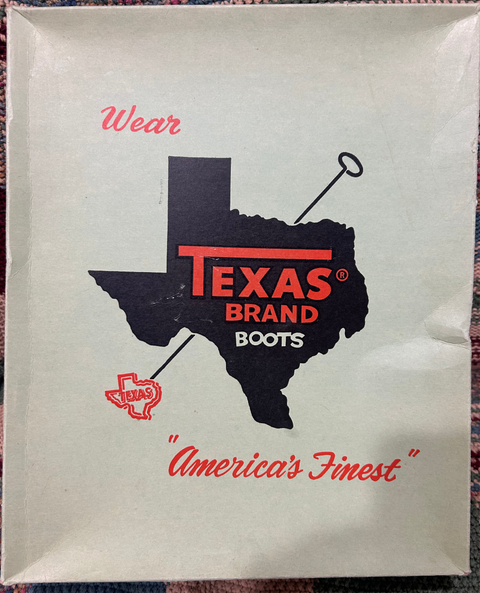 Wear
TEXAS®
BRAND
BOOTS
TEXAS
"America's Finest"